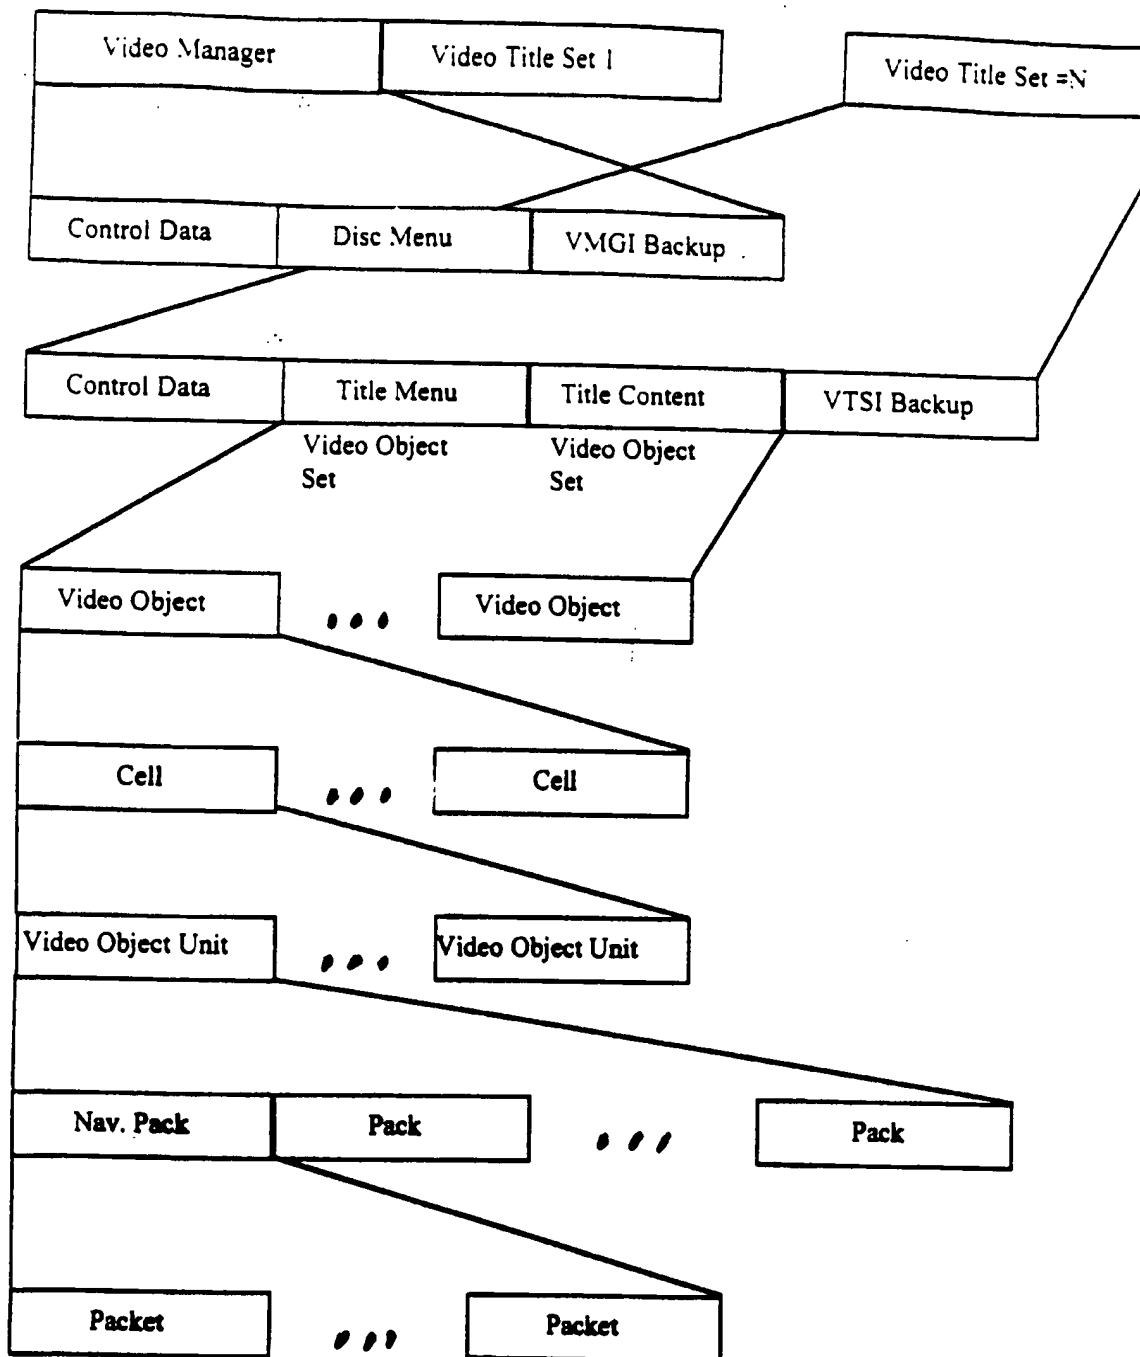 Video Manager
Video Title Set 1
Video Title Set =N
Control Data
Disc Menu
VMGI Backup
Control Data
Title Menu
Title Content
VTSI Backup
Video Object
Set
Video Object
Set
Video Object
Video Object
Cell
Cell
Video Object Unit
Video Object Unit
Nav. Pack
Pack
Pack
Packet
Packet